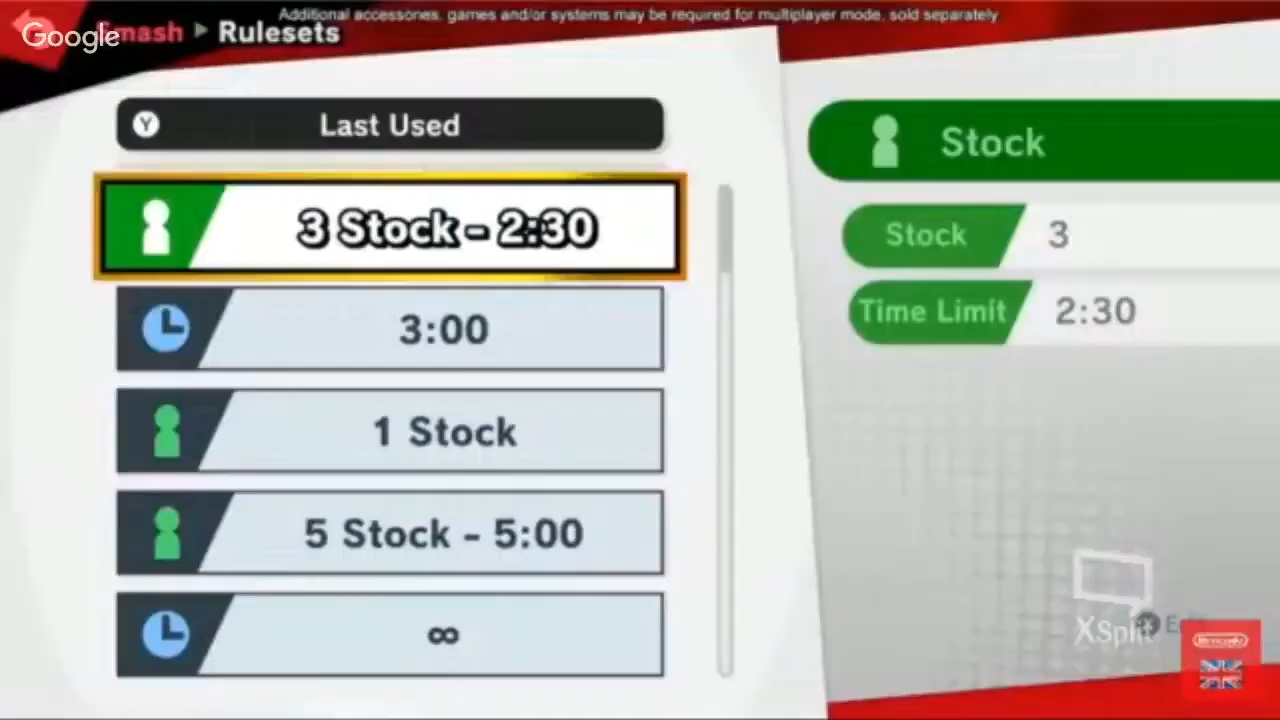 Additional accessories, games and/or systems may be required for multiplayer mode, sold separately
Google
mash ▸ Rulesets
Y Last Used
3 Stock - 2:30
3:00
1 Stock
5 Stock - 5:00
∞
Stock
Stock 3
Time Limit 2:30
XSplit
Nintendo